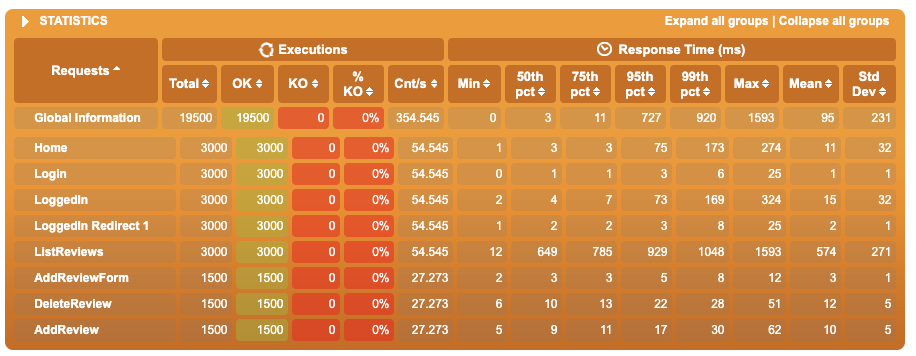 STATISTICS Expand all groups | Collapse all groups
Requests Executions Response Time (ms)
Total OK KO % KO Cnt/s Min 50th pct 75th pct 95th pct 99th pct Max Mean Std Dev
Global Information 19500 19500 0 0% 354.545 0 3 11 727 920 1593 95 231
Home 3000 3000 0 0% 54.545 1 3 3 75 173 274 11 32
Login 3000 3000 0 0% 54.545 0 1 1 3 6 25 1 1
LoggedIn 3000 3000 0 0% 54.545 2 4 7 73 169 324 15 32
LoggedIn Redirect 1 3000 3000 0 0% 54.545 1 2 2 3 8 25 2 1
ListReviews 3000 3000 0 0% 54.545 12 649 785 929 1048 1593 574 271
AddReviewForm 1500 1500 0 0% 27.273 2 3 3 5 8 12 3 1
DeleteReview 1500 1500 0 0% 27.273 6 10 13 22 28 51 12 5
AddReview 1500 1500 0 0% 27.273 5 9 11 17 30 62 10 5